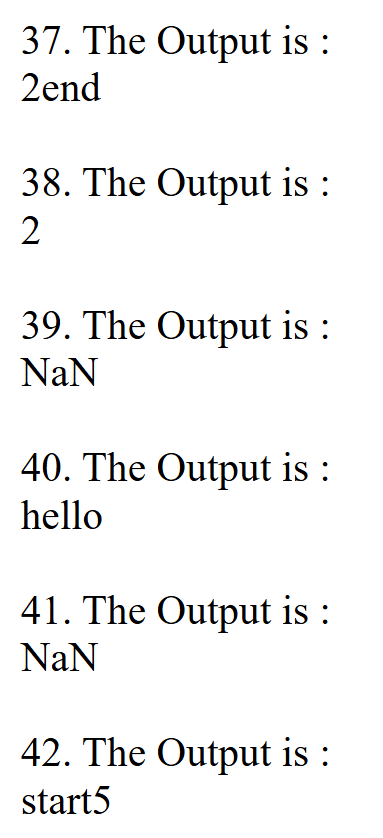 37. The Output is :
2end
38. The Output is :
2
39. The Output is :
NaN
40. The Output is :
hello
41. The Output is :
NaN
42. The Output is :
start5